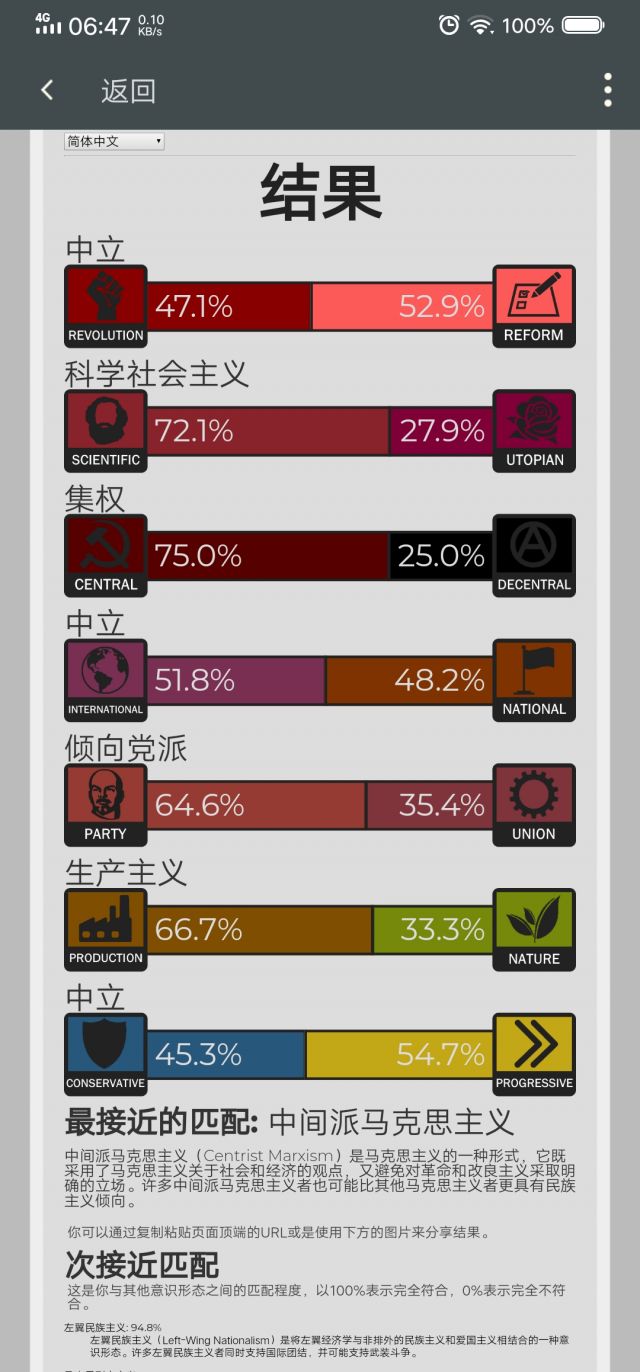 4G 06:47 0.10 KB/s 100%
返回
简体中文
结果
中立
47.1% 52.9%
REVOLUTION REFORM
科学社会主义
72.1% 27.9%
SCIENTIFIC UTOPIAN
集权
75.0% 25.0%
CENTRAL DECENTRAL
中立
51.8% 48.2%
INTERNATIONAL NATIONAL
倾向党派
64.6% 35.4%
PARTY UNION
生产主义
66.7% 33.3%
PRODUCTION NATURE
中立
45.3% 54.7%
CONSERVATIVE PROGRESSIVE
最接近的匹配: 中间派马克思主义
中间派马克思主义（Centrist Marxism）是马克思主义的一种形式，它既
采用了马克思主义关于社会和经济的观点，又避免对革命和改良主义采取明
确的立场。许多中间派马克思主义者也可能比其他马克思主义者更具有民族
主义倾向。
你可以通过复制粘贴页面顶端的URL或是使用下方的图片来分享结果。
次接近匹配
这是你与其他意识形态之间的匹配程度，以100%表示完全符合，0%表示完全不符
合。
左翼民族主义: 94.8%
左翼民族主义（Left-Wing Nationalism）是将左翼经济学与非排外的民族主义和爱国主义相结合的一种意
识形态。许多左翼民族主义者同时支持国际团结，并可能支持武装斗争。